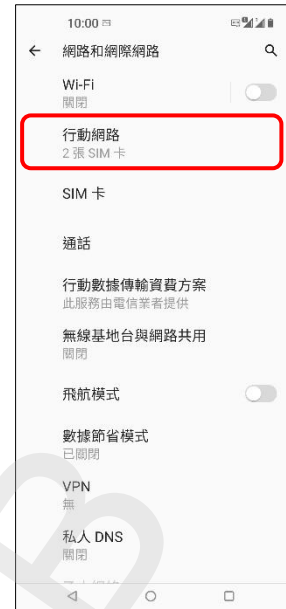 10:00
網路和網際網路
Wi-Fi
關閉
行動網路
2 張 SIM 卡
SIM 卡
通話
行動數據傳輸資費方案
此服務由電信業者提供
無線基地台與網路共用
關閉
飛航模式
數據節省模式
已關閉
VPN
無
私人 DNS
關閉